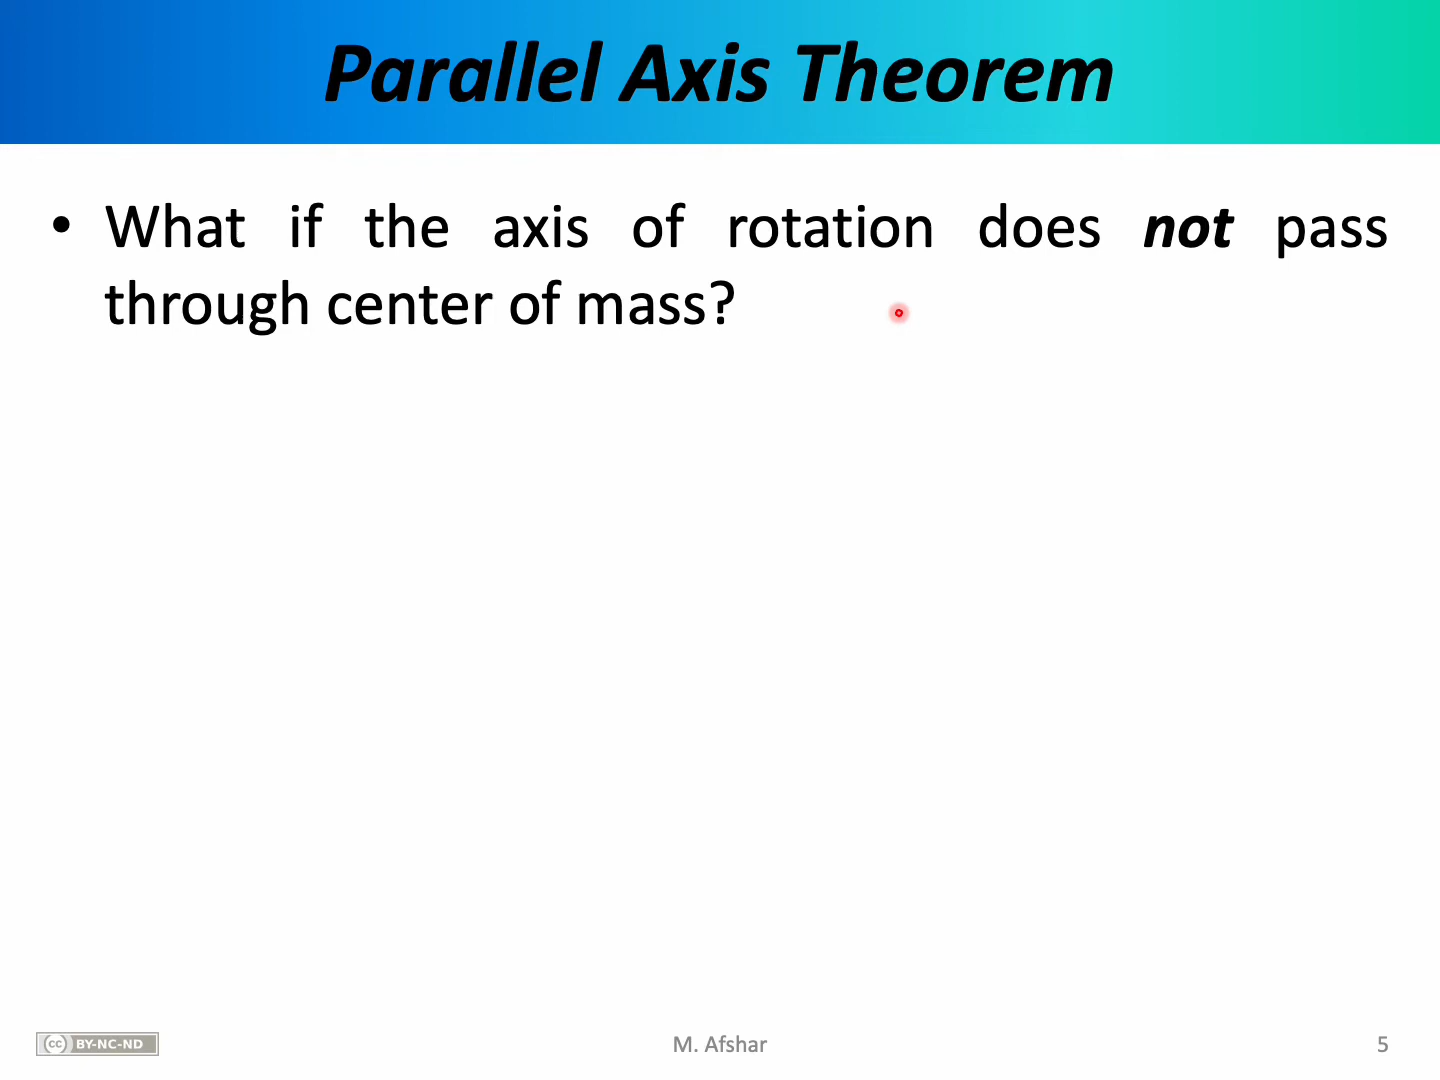 Parallel Axis Theorem
• What if the axis of rotation does not pass
through center of mass?
cc BY-NC-ND
M. Afshar
5